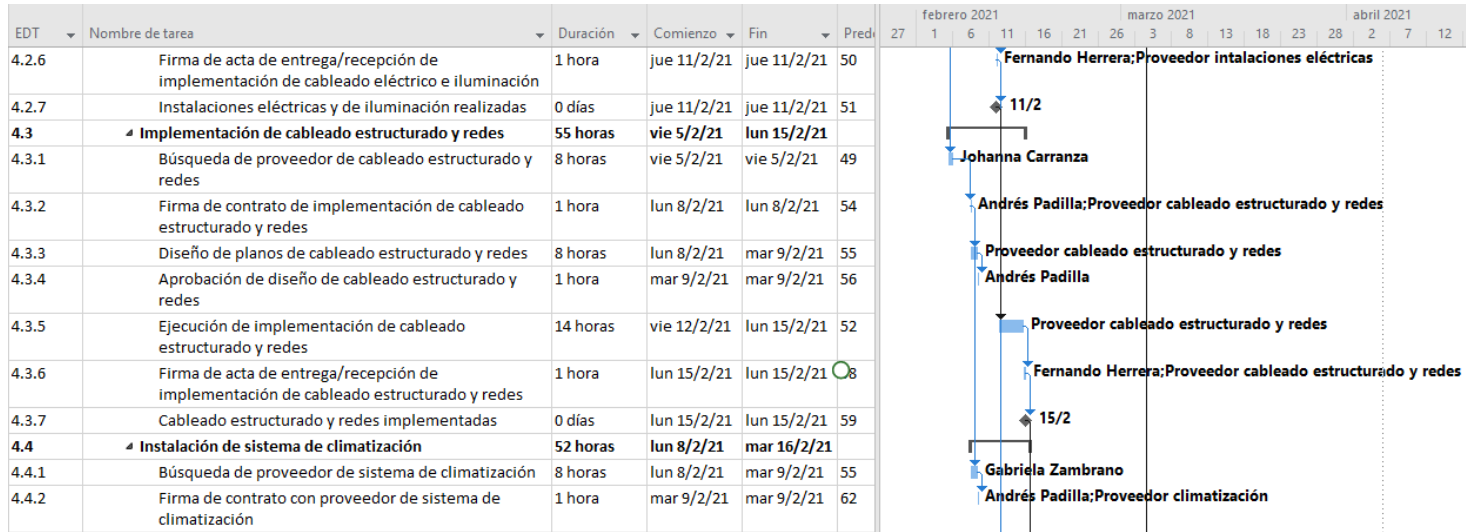 febrero 2021 marzo 2021 abril 2021
EDT Nombre de tarea Duración Comienzo Fin Prede 27 1 6 11 16 21 26 3 8 13 18 23 28 2 7 12
4.2.6 Firma de acta de entrega/recepción de 1 hora jue 11/2/21 jue 11/2/21 50 Fernando Herrera;Proveedor intalaciones eléctricas
implementación de cableado eléctrico e iluminación
4.2.7 Instalaciones eléctricas y de iluminación realizadas 0 días jue 11/2/21 jue 11/2/21 51 11/2
4.3 Implementación de cableado estructurado y redes 55 horas vie 5/2/21 lun 15/2/21
4.3.1 Búsqueda de proveedor de cableado estructurado y 8 horas vie 5/2/21 vie 5/2/21 49 Johanna Carranza
redes
4.3.2 Firma de contrato de implementación de cableado 1 hora lun 8/2/21 lun 8/2/21 54 Andrés Padilla;Proveedor cableado estructurado y redes
estructurado y redes
4.3.3 Diseño de planos de cableado estructurado y redes 8 horas lun 8/2/21 mar 9/2/21 55 Proveedor cableado estructurado y redes
4.3.4 Aprobación de diseño de cableado estructurado y 1 hora mar 9/2/21 mar 9/2/21 56 Andrés Padilla
redes
4.3.5 Ejecución de implementación de cableado 14 horas vie 12/2/21 lun 15/2/21 52 Proveedor cableado estructurado y redes
estructurado y redes
4.3.6 Firma de acta de entrega/recepción de 1 hora lun 15/2/21 lun 15/2/21 8 Fernando Herrera;Proveedor cableado estructurado y redes
implementación de cableado estructurado y redes
4.3.7 Cableado estructurado y redes implementadas 0 días lun 15/2/21 lun 15/2/21 59 15/2
4.4 Instalación de sistema de climatización 52 horas lun 8/2/21 mar 16/2/21
4.4.1 Búsqueda de proveedor de sistema de climatización 8 horas lun 8/2/21 mar 9/2/21 55 Gabriela Zambrano
4.4.2 Firma de contrato con proveedor de sistema de 1 hora mar 9/2/21 mar 9/2/21 62 Andrés Padilla;Proveedor climatización
climatización